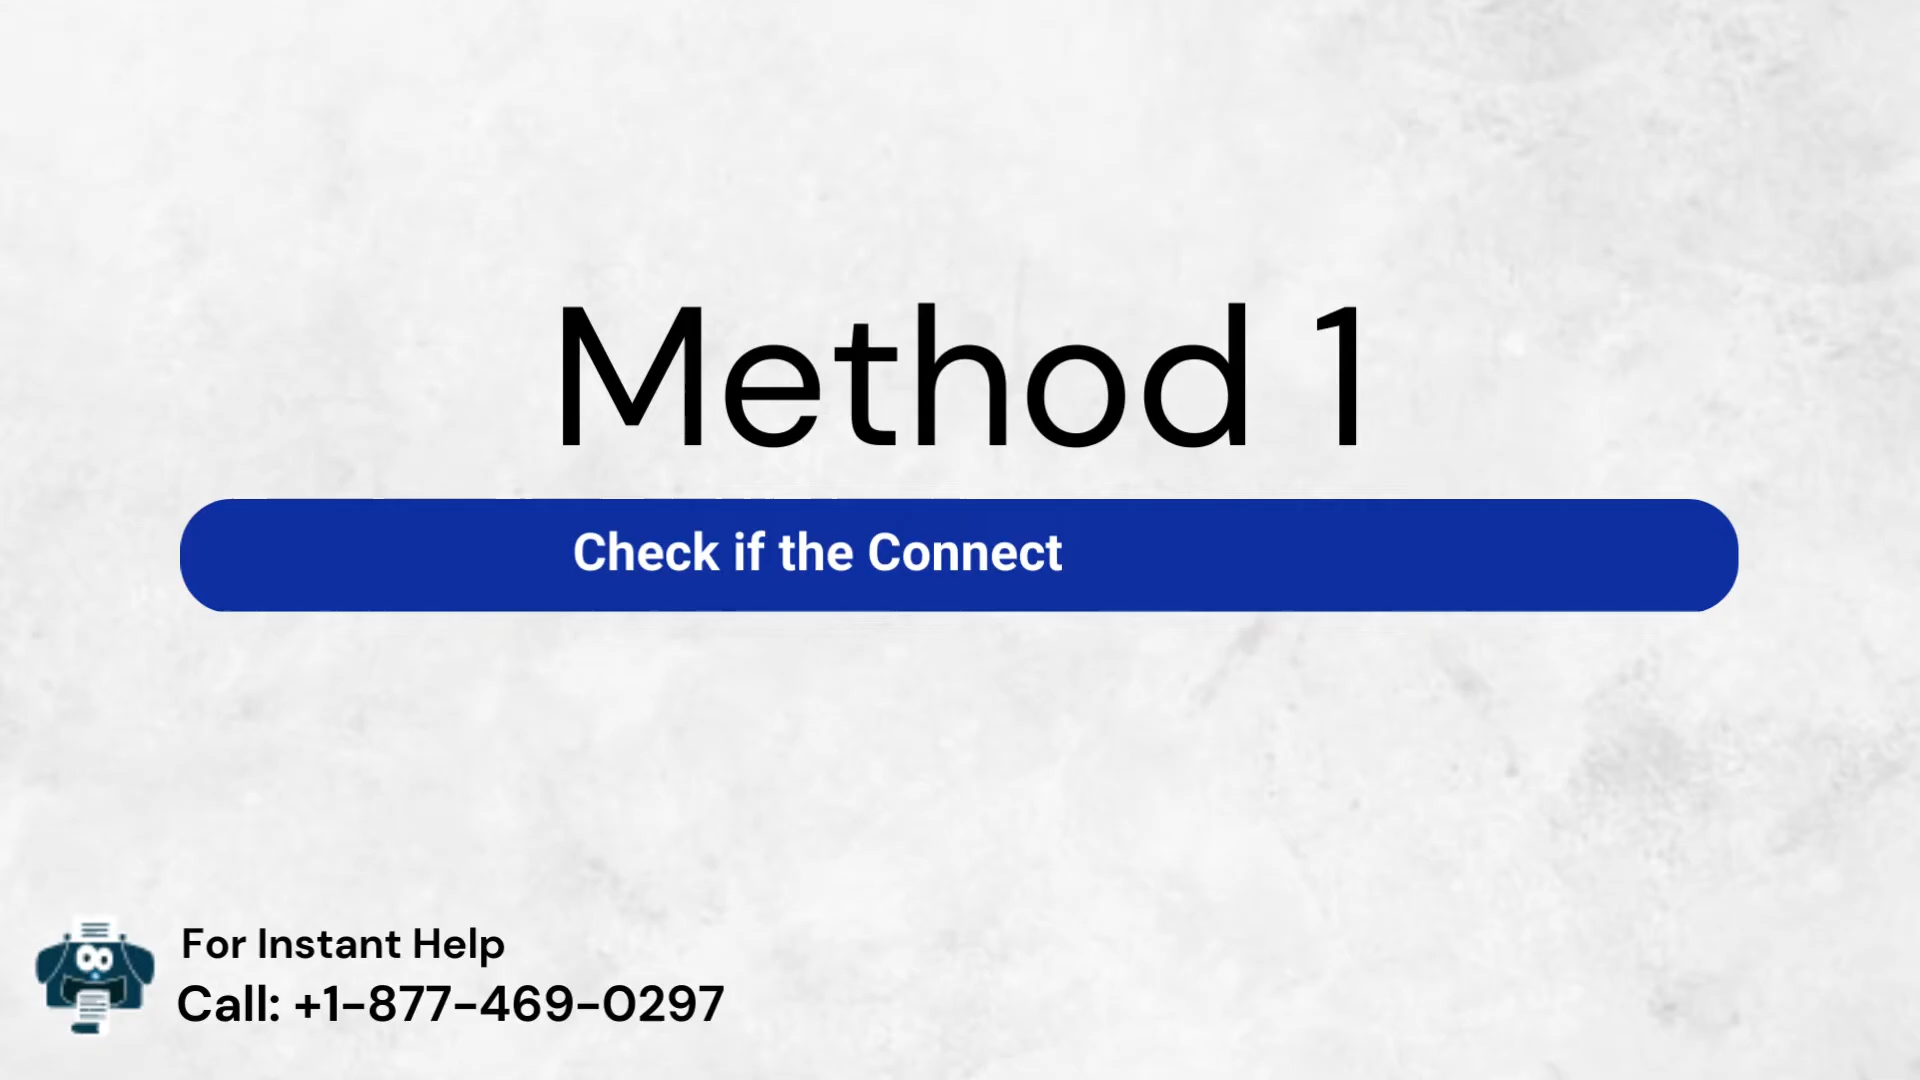 Method 1
Check if the Connect
For Instant Help
Call: +1-877-469-0297